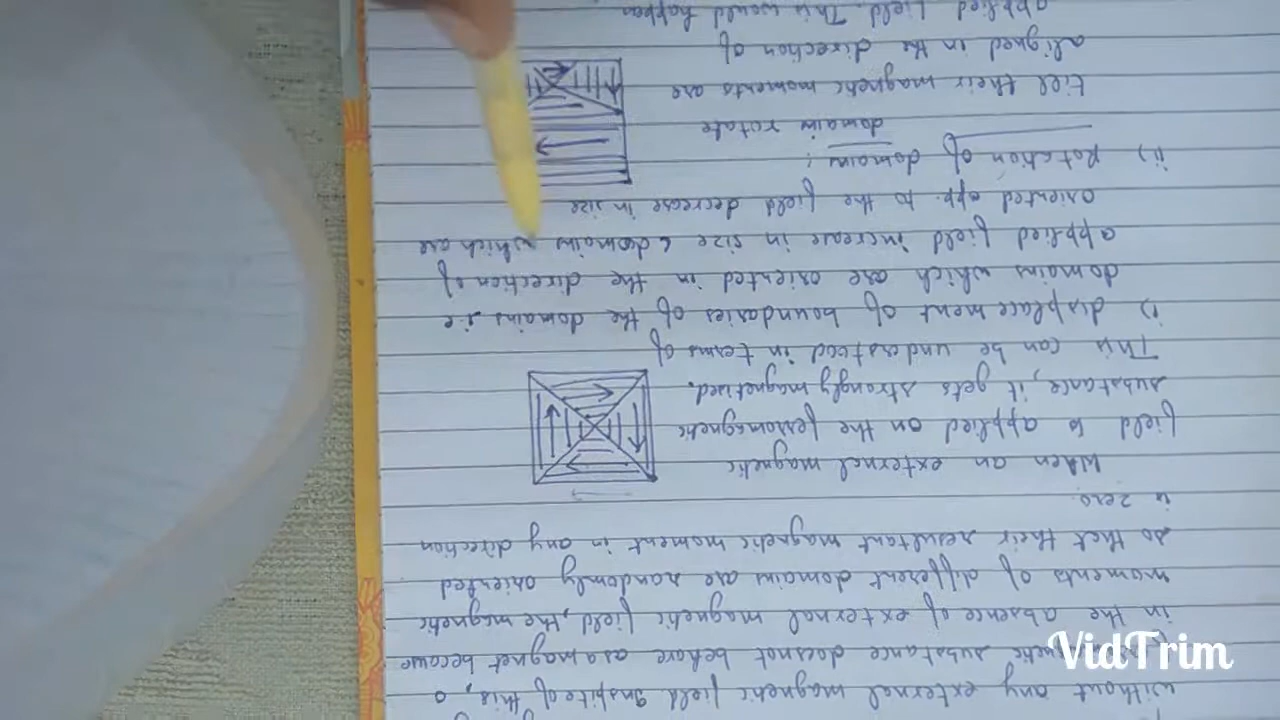 without any external magnetic field. Inspite of this, a
magnetic substance doesnot behave as a magnet because
in the absence of external magnetic field, the magnetic
moments of different domains are randomly oriented
so that their resultant magnetic moment in any direction
is zero.
When an external magnetic
field is applied on the ferromagnetic
substance, it gets strongly magnetised.
This can be understood in terms of
i) displacement of boundaries of the domains i.e
domains which are oriented in the direction of
applied field increase in size & domains which are
oriented opp. to the field decrease in size
ii) Rotation of domains:
domain rotate
till their magnetic moments are
aligned in the direction of
applied field. This would happen
VidTrim